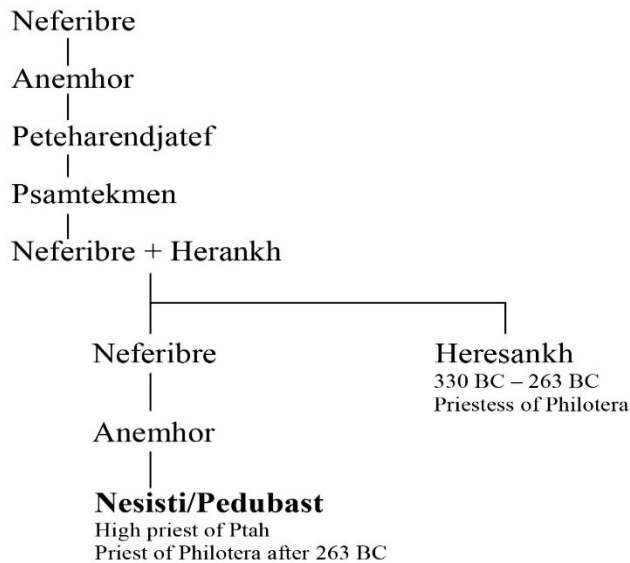 Neferibre
Anemhor
Peteharendjatef
Psamtekmen
Neferibre + Herankh
Neferibre
Heresankh
330 BC – 263 BC
Priestess of Philotera
Anemhor
Nesisti/Pedubast
High priest of Ptah
Priest of Philotera after 263 BC